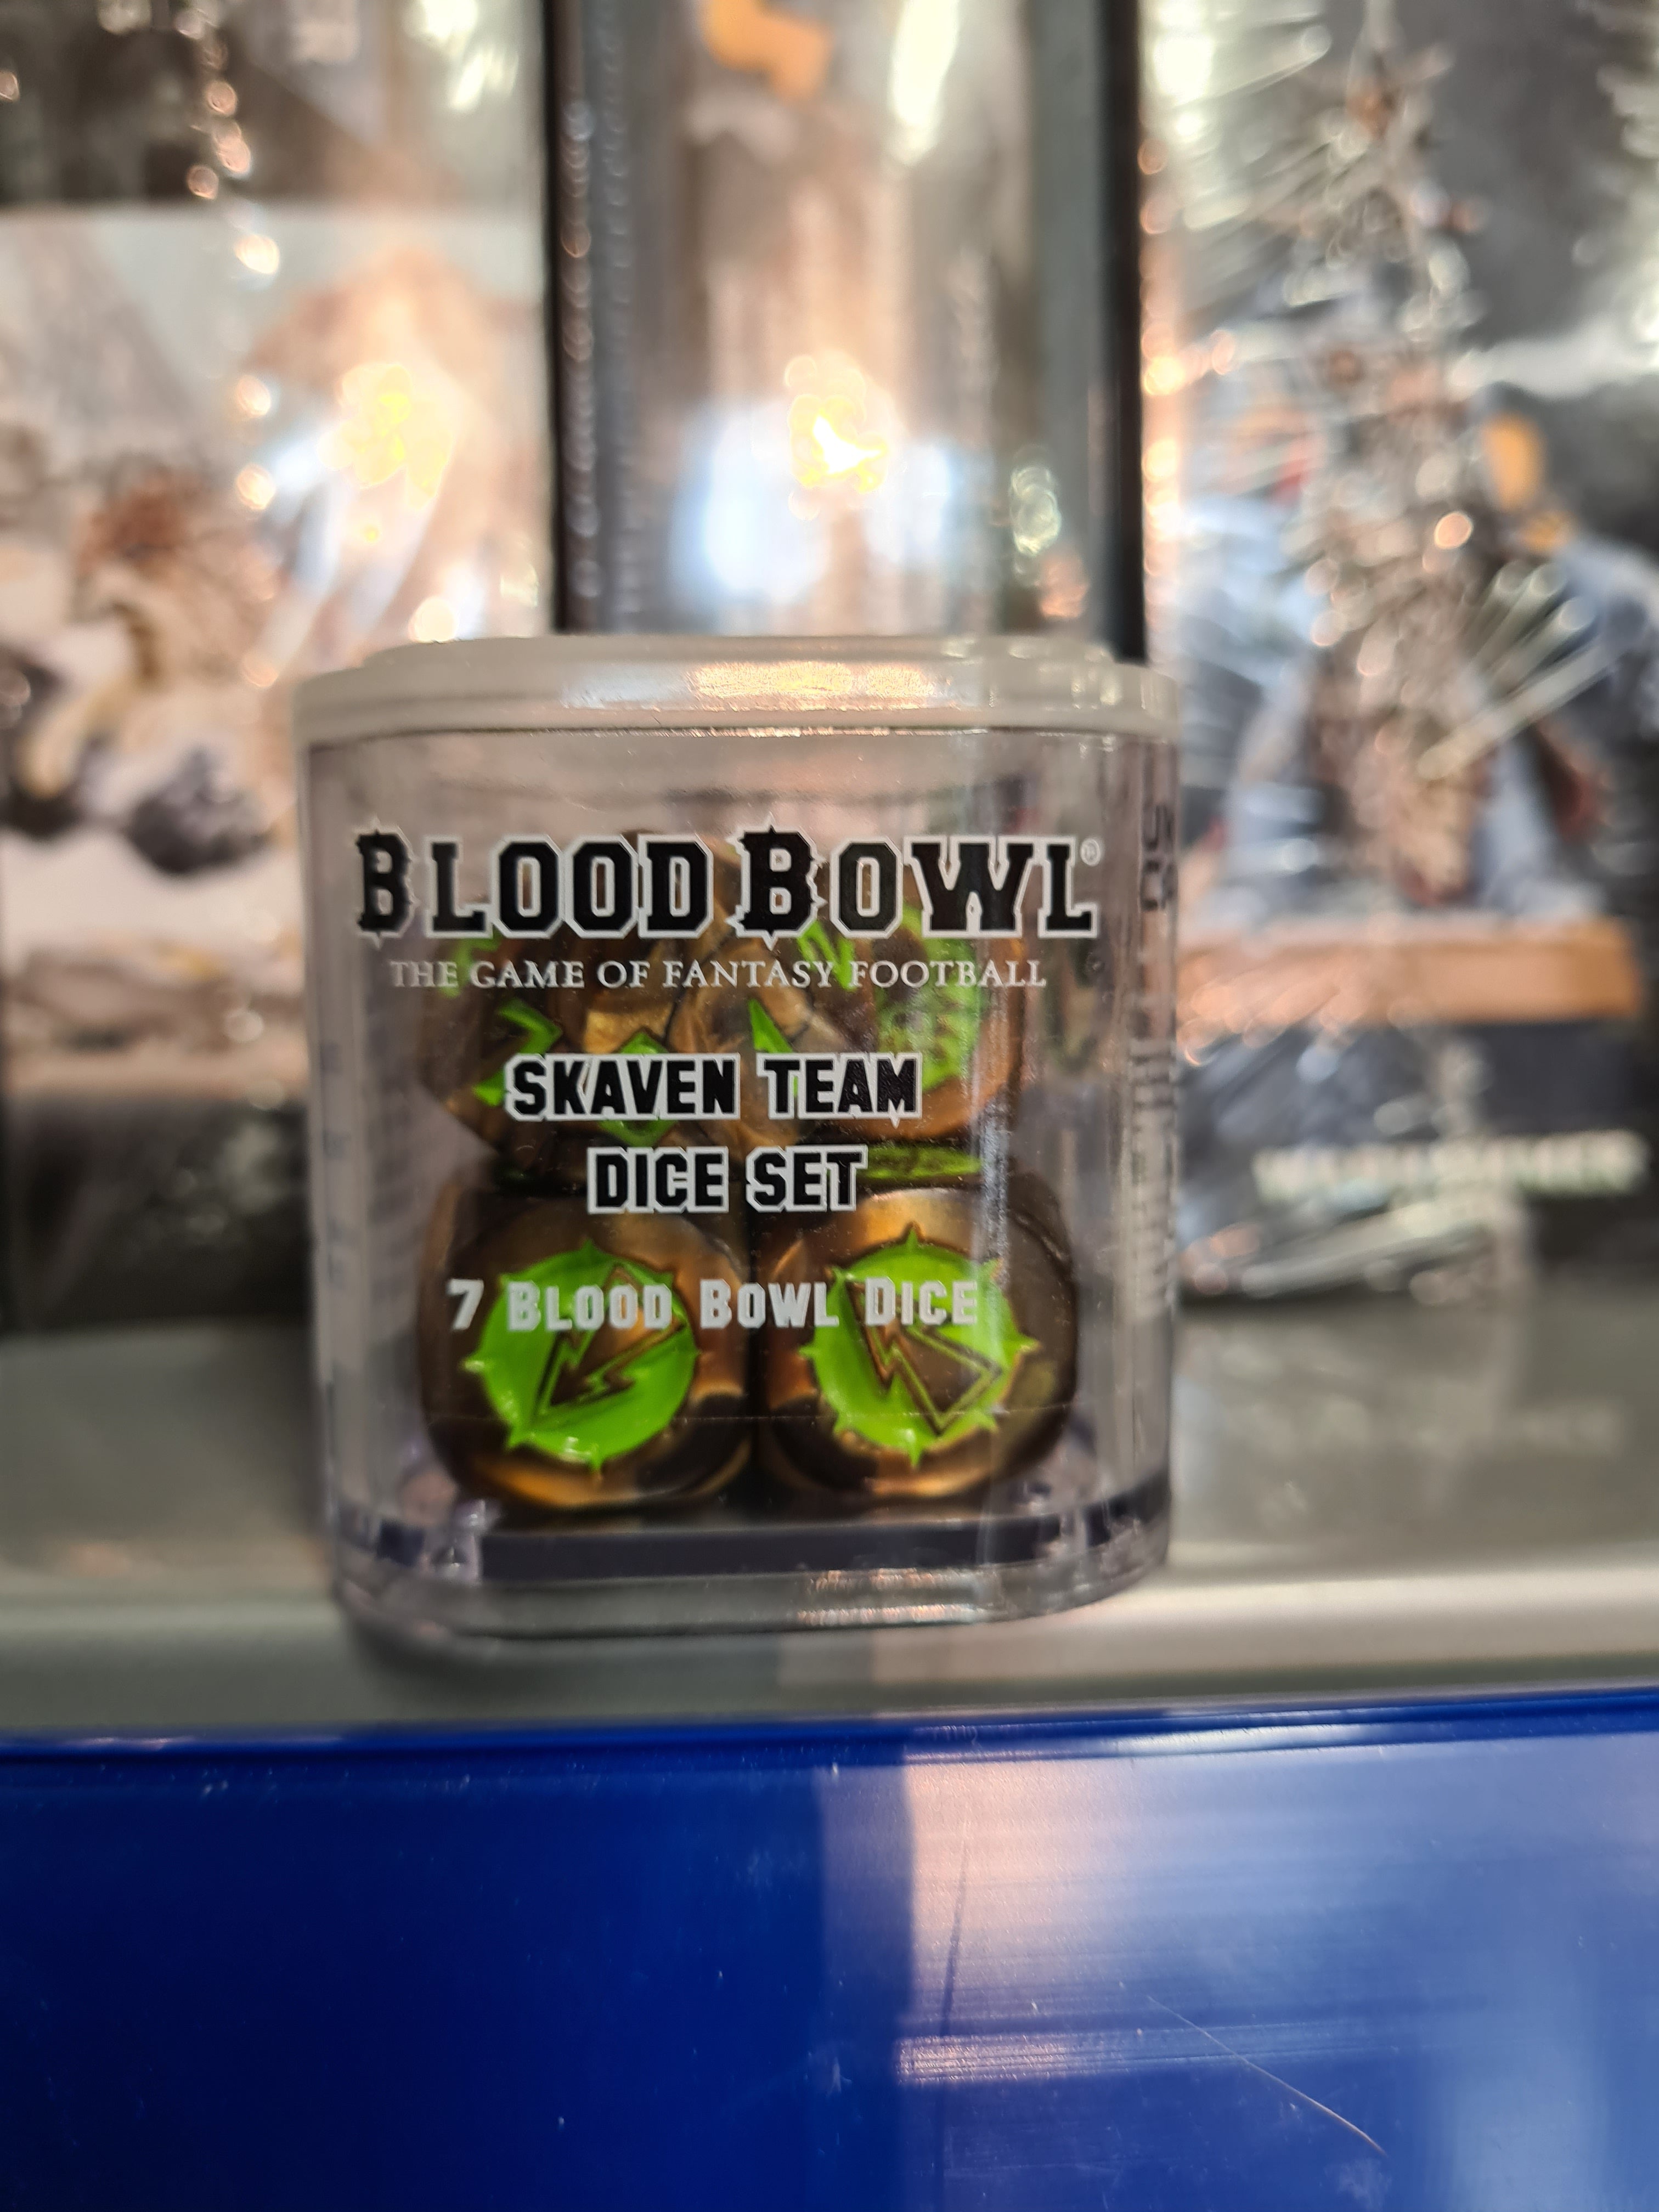 BLOOD BOWL®
THE GAME OF FANTASY FOOTBALL
SKAVEN TEAM
DICE SET
7 BLOOD BOWL DICE